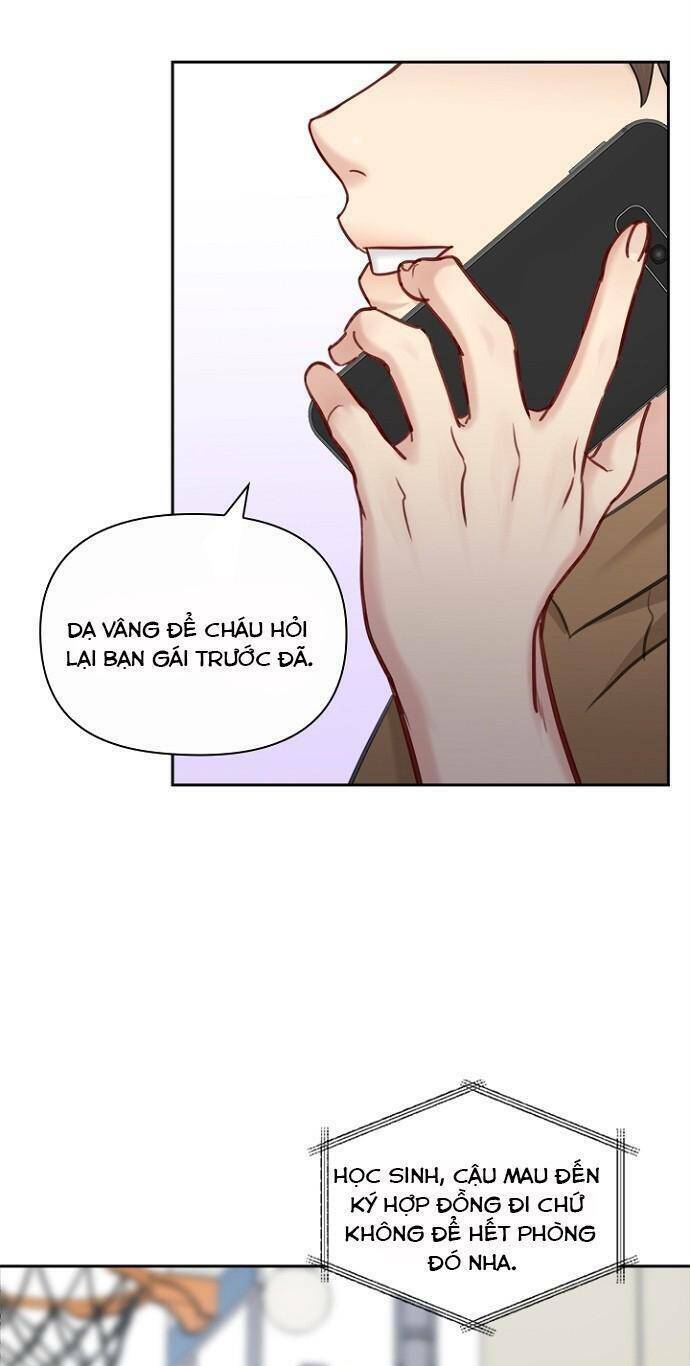 DẠ VÂNG ĐỂ CHÁU HỎI
LẠI BẠN GÁI TRƯỚC ĐÃ.
HỌC SINH, CẬU MAU ĐẾN
KÝ HỢP ĐỒNG ĐI CHỨ
KHÔNG ĐỂ HẾT PHÒNG
ĐÓ NHA.